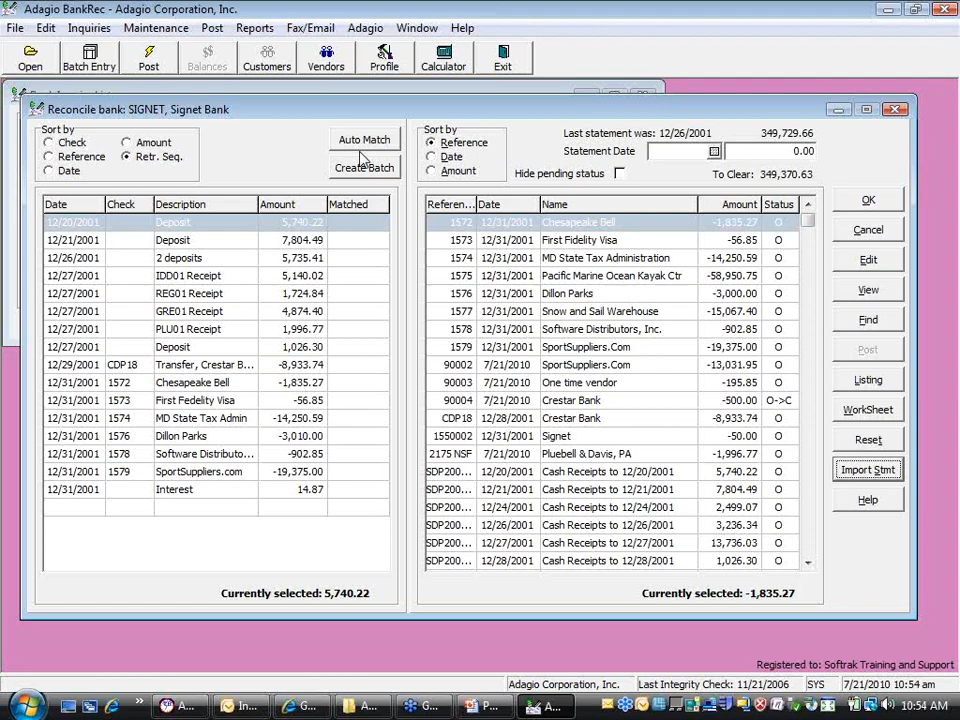 Adagio BankRec - Adagio Corporation, Inc.
File Edit Inquiries Maintenance Post Reports Fax/Email Adagio Window Help
Open Batch Entry Post Balances Customers Vendors Profile Calculator Exit
Reconcile bank: SIGNET, Signet Bank
Sort by
Check Amount
Reference Retr. Seq.
Date
Auto Match
Create Batch
Sort by
Reference
Date
Amount
Last statement was: 12/26/2001 349,729.66
Statement Date 0.00
Hide pending status To Clear: 349,370.63
Date Check Description Amount Matched
12/20/2001 Deposit 5,740.22
12/21/2001 Deposit 7,804.49
12/26/2001 2 deposits 5,735.41
12/27/2001 IDD01 Receipt 5,140.02
12/27/2001 REG01 Receipt 1,724.84
12/27/2001 GRE01 Receipt 4,874.40
12/27/2001 PLU01 Receipt 1,996.77
12/27/2001 Deposit 1,026.30
12/29/2001 CDP18 Transfer, Crestar B... -8,933.74
12/31/2001 1572 Chesapeake Bell -1,835.27
12/31/2001 1573 First Fidelity Visa -56.85
12/31/2001 1574 MD State Tax Admin -14,250.59
12/31/2001 1576 Dillon Parks -3,010.00
12/31/2001 1578 Software Distributo... -902.85
12/31/2001 1579 SportSuppliers.com -19,375.00
12/31/2001 Interest 14.87
Currently selected: 5,740.22
Referen... Date Name Amount Status
1572 12/31/2001 Chesapeake Bell -1,835.27 O
1573 12/31/2001 First Fidelity Visa -56.85 O
1574 12/31/2001 MD State Tax Administration -14,250.59 O
1575 12/31/2001 Pacific Marine Ocean Kayak Ctr -58,950.75 O
1576 12/31/2001 Dillon Parks -3,000.00 O
1577 12/31/2001 Snow and Sail Warehouse -15,067.40 O
1578 12/31/2001 Software Distributors, Inc. -902.85 O
1579 12/31/2001 SportSuppliers.Com -19,375.00 O
90002 7/21/2010 SportSuppliers.Com -13,031.95 O
90003 7/21/2010 One time vendor -195.85 O
90004 7/21/2010 Crestar Bank -500.00 O->C
CDP18 12/28/2001 Crestar Bank -8,933.74 O
1550002 12/31/2001 Signet -50.00 O
2175 NSF 12/31/2001 Pluebell & Davis, PA -1,996.77 O
SDP200... 12/20/2001 Cash Receipts to 12/20/2001 5,740.22 O
SDP200... 12/21/2001 Cash Receipts to 12/21/2001 7,804.49 O
SDP200... 12/24/2001 Cash Receipts to 12/24/2001 2,499.07 O
SDP200... 12/26/2001 Cash Receipts to 12/26/2001 3,236.34 O
SDP200... 12/27/2001 Cash Receipts to 12/27/2001 13,736.03 O
SDP200... 12/28/2001 Cash Receipts to 12/28/2001 1,026.30 O
Currently selected: -1,835.27
OK
Cancel
Edit
View
Find
Post
Listing
WorkSheet
Reset
Import Stmt
Help
Registered to: Softrak Training and Support
Adagio Corporation, Inc. Last Integrity Check: 11/21/2006 SYS 7/21/2010 10:54 am
A... In... G... A... G... P... A... 10:54 AM